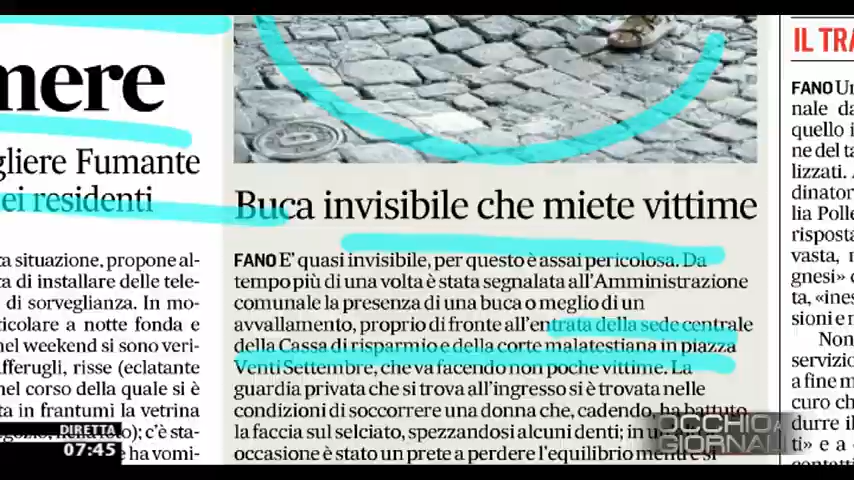 mere
gliere Fumante
ei residenti
ta situazione, propone al-
ta di installare delle tele-
di sorveglianza. In mo-
ticolare a notte fonda e
nel weekend si sono veri-
afferugli, risse (eclatante
nel corso della quale si è
ta in frantumi la vetrina
c'è sta-
ha vomi-
Buca invisibile che miete vittime
FANO E' quasi invisibile, per questo è assai pericolosa. Da
tempo più di una volta è stata segnalata all'Amministrazione
comunale la presenza di una buca o meglio di un
avvallamento, proprio di fronte all'entrata della sede centrale
della Cassa di risparmio e della corte malatestiana in piazza
Venti Settembre, che va facendo non poche vittime. La
guardia privata che si trova all'ingresso si è trovata nelle
condizioni di soccorrere una donna che, cadendo, ha battuto
la faccia sul selciato, spezzandosi alcuni denti; in
occasione è stato un prete a perdere l'equilibrio mentre si
IL TRA
FANO Un
nale da
quello i
ne del ta
lizzati. A
dinator
lia Polle
risposta
vasta, n
gnesi» c
ta, «ines
sioni e n
Non
servizio
a fine m
curo ch
durre il
ti» e a
contatti
DIRETTA
07:45
OCCHIO AI
GIORNALI